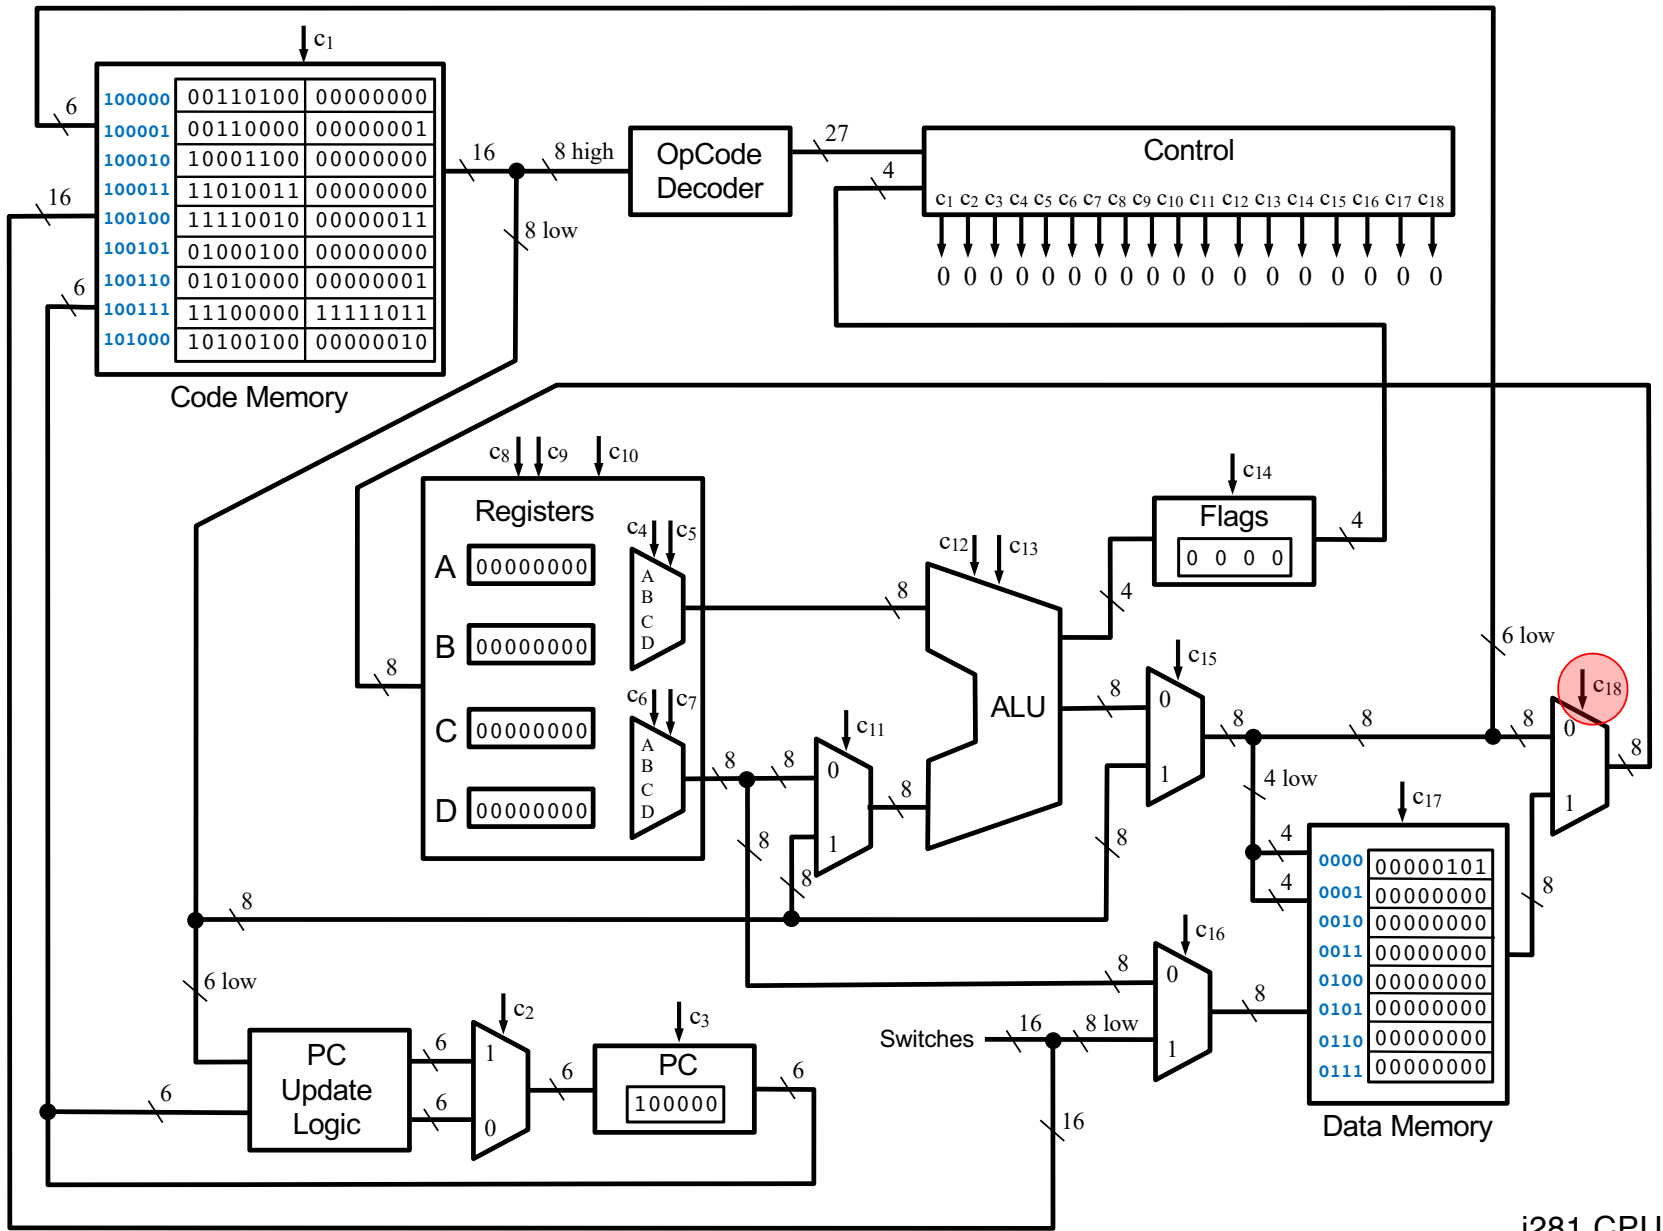 c1
6
16
6
100000 00110100 00000000
100001 00110000 00000001
100010 10001100 00000000
100011 11010011 00000000
100100 11110010 00000011
100101 01000100 00000000
100110 01010000 00000001
100111 11100000 11111011
101000 10100100 00000010
Code Memory
16
8 high
8 low
OpCode
Decoder
27
4
Control
c1 c2 c3 c4 c5 c6 c7 c8 c9 c10 c11 c12 c13 c14 c15 c16 c17 c18
0 0 0 0 0 0 0 0 0 0 0 0 0 0 0 0 0 0
c8 c9 c10
Registers
A 00000000
B 00000000
C 00000000
D 00000000
c4 c5
A
B
C
D
c6 c7
A
B
C
D
8
8
8
8
8
8
c11
0
1
8
8
c12 c13
ALU
4
c14
Flags
0 0 0 0
4
8
c15
0
1
8
8
8
6 low
8
c18
0
1
8
4 low
4
4
c17
0000 00000101
0001 00000000
0010 00000000
0011 00000000
0100 00000000
0101 00000000
0110 00000000
0111 00000000
Data Memory
8
c16
0
1
8
8
Switches
16
8 low
16
8
6 low
PC
Update
Logic
6
6
6
c2
1
0
6
c3
PC
100000
6
i281 CPU